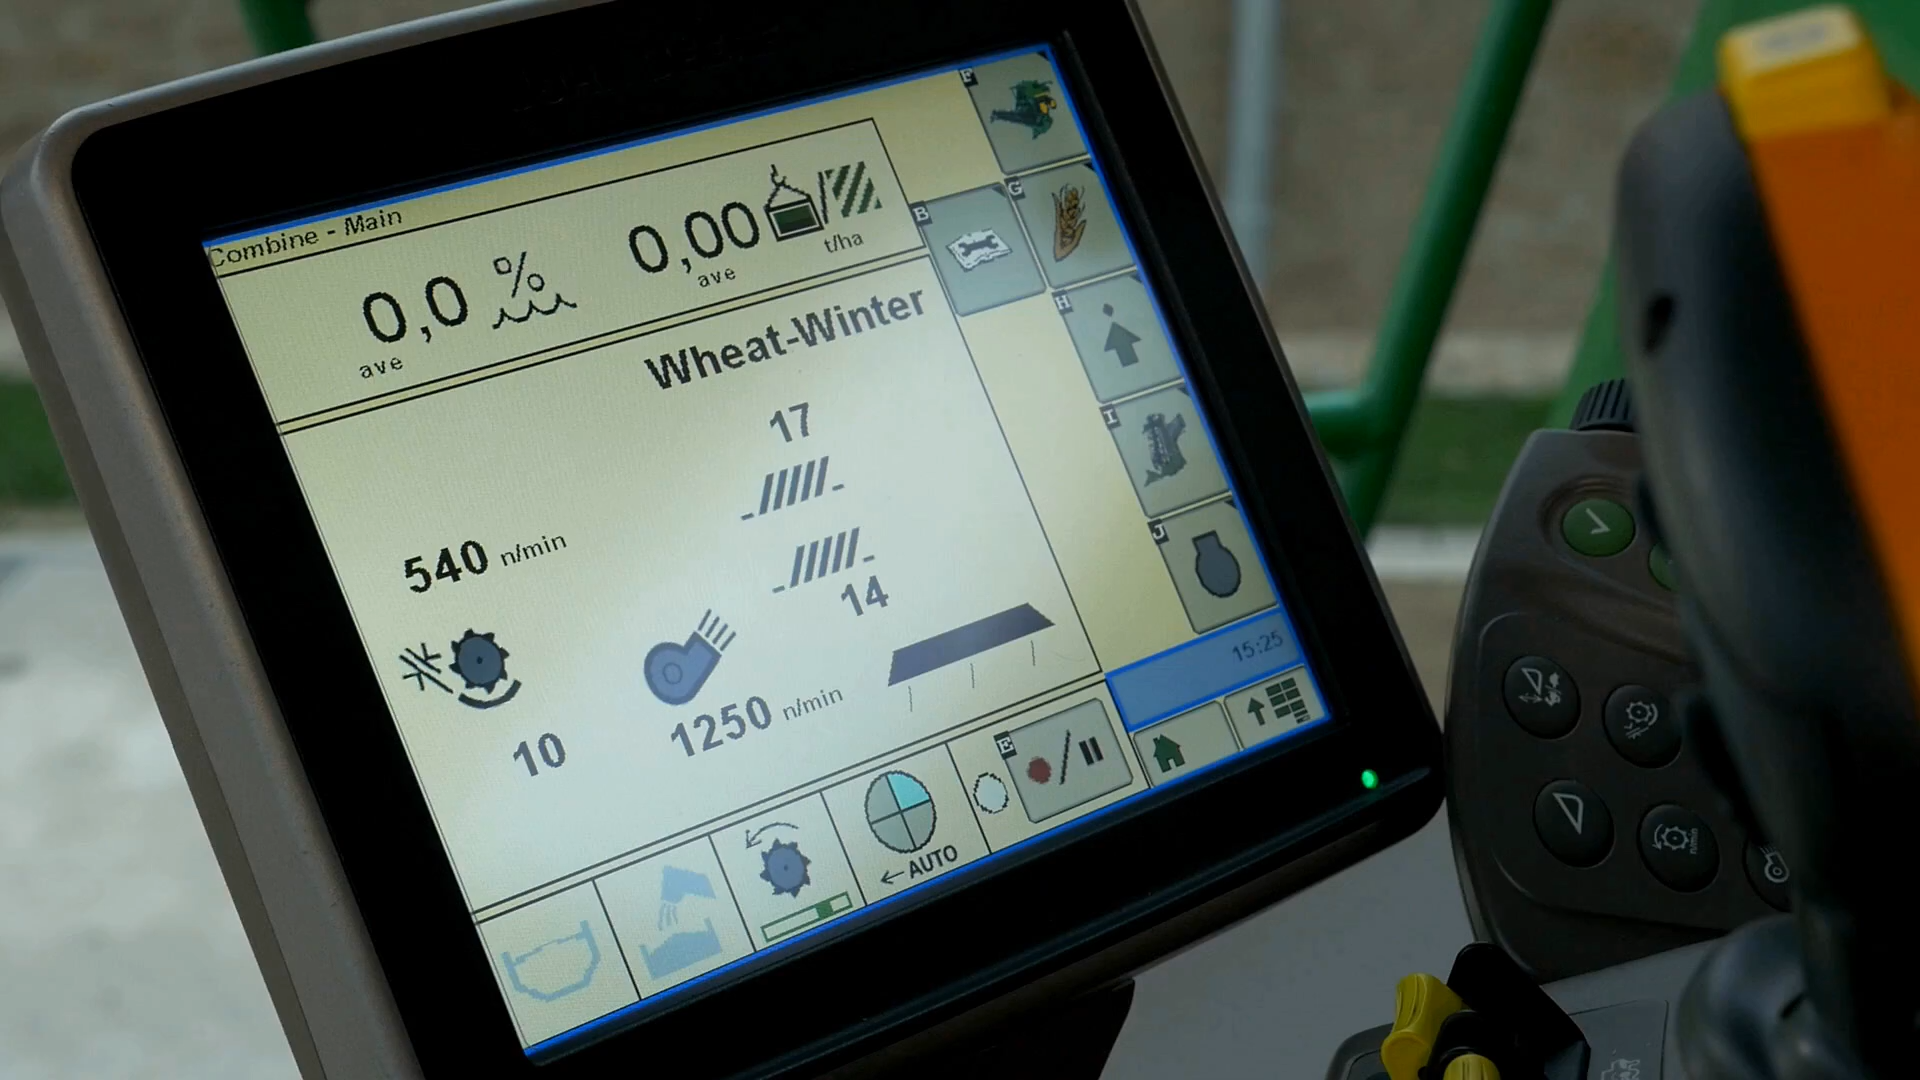 Combine - Main
0,0 %
ave
0,00
ave
t/ha
Wheat-Winter
17
540 n/min
14
10
1250 n/min
← AUTO
15:25
F
B
G
H
I
J
E